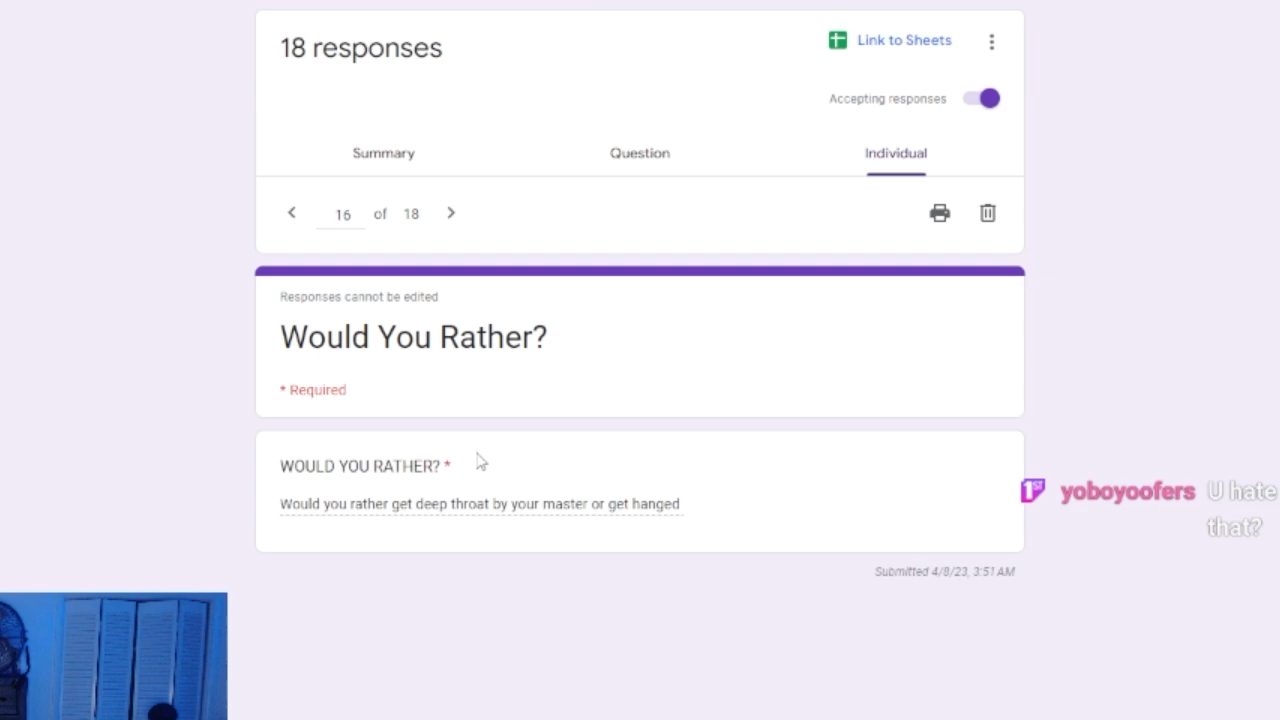 18 responses
Link to Sheets
Accepting responses
Summary
Question
Individual
16 of 18
Responses cannot be edited
Would You Rather?
* Required
WOULD YOU RATHER? *
Would you rather get deep throat by your master or get hanged
1ST yoboyoofers U hate
that?
Submitted 4/8/23, 3:51 AM